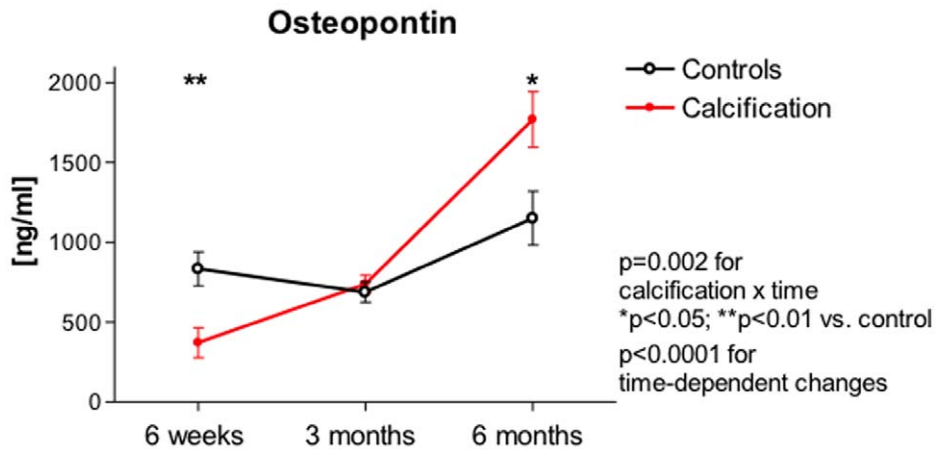 Osteopontin
[ng/ml]
2000
1500
1000
500
0
**
*
6 weeks
3 months
6 months
Controls
Calcification
p=0.002 for
calcification x time
*p<0.05; **p<0.01 vs. control
p<0.0001 for
time-dependent changes